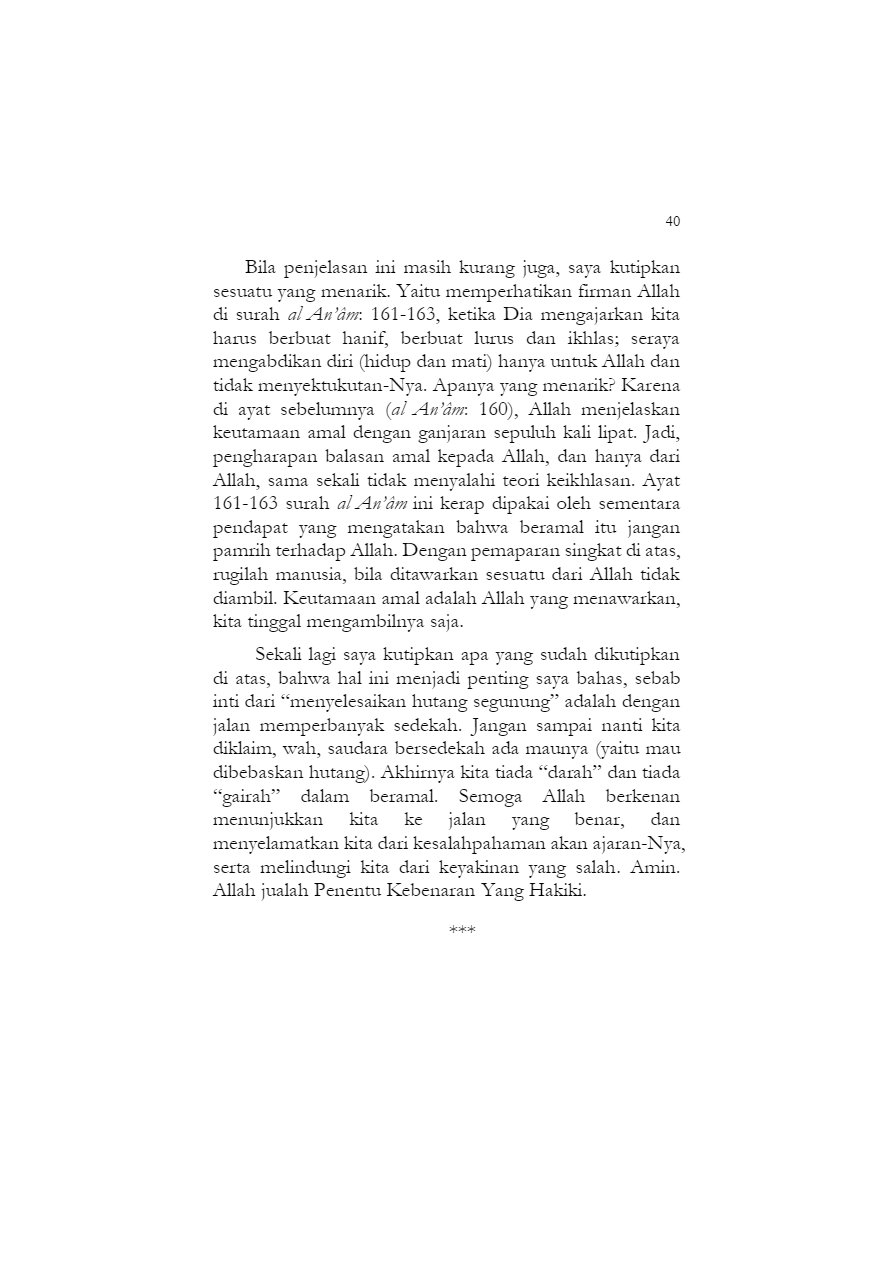 40
Bila penjelasan ini masih kurang juga, saya kutipkan
sesuatu yang menarik. Yaitu memperhatikan firman Allah
di surah al An’âm: 161-163, ketika Dia mengajarkan kita
harus berbuat hanif, berbuat lurus dan ikhlas; seraya
mengabdikan diri (hidup dan mati) hanya untuk Allah dan
tidak menyektukutan-Nya. Apanya yang menarik? Karena
di ayat sebelumnya (al An’âm: 160), Allah menjelaskan
keutamaan amal dengan ganjaran sepuluh kali lipat. Jadi,
pengharapan balasan amal kepada Allah, dan hanya dari
Allah, sama sekali tidak menyalahi teori keikhlasan. Ayat
161-163 surah al An’âm ini kerap dipakai oleh sementara
pendapat yang mengatakan bahwa beramal itu jangan
pamrih terhadap Allah. Dengan pemaparan singkat di atas,
rugilah manusia, bila ditawarkan sesuatu dari Allah tidak
diambil. Keutamaan amal adalah Allah yang menawarkan,
kita tinggal mengambilnya saja.
Sekali lagi saya kutipkan apa yang sudah dikutipkan
di atas, bahwa hal ini menjadi penting saya bahas, sebab
inti dari “menyelesaikan hutang segunung” adalah dengan
jalan memperbanyak sedekah. Jangan sampai nanti kita
diklaim, wah, saudara bersedekah ada maunya (yaitu mau
dibebaskan hutang). Akhirnya kita tiada “darah” dan tiada
“gairah” dalam beramal. Semoga Allah berkenan
menunjukkan kita ke jalan yang benar, dan
menyelamatkan kita dari kesalahpahaman akan ajaran-Nya,
serta melindungi kita dari keyakinan yang salah. Amin.
Allah jualah Penentu Kebenaran Yang Hakiki.
***